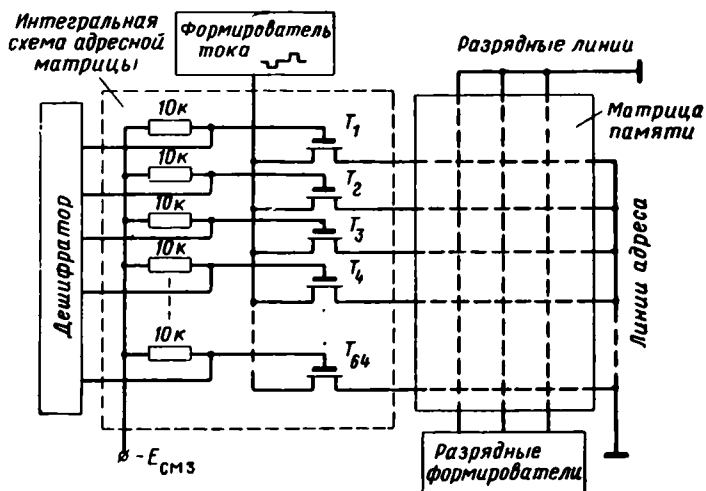 Интегральная
схема адресной
матрицы
Формирователь
тока
Разрядные линии
Матрица
памяти
10к
T1
10к
T2
10к
T3
10к
T4
10к
T64
Дешифратор
Линии адреса
- Eсмз
Разрядные
формирователи